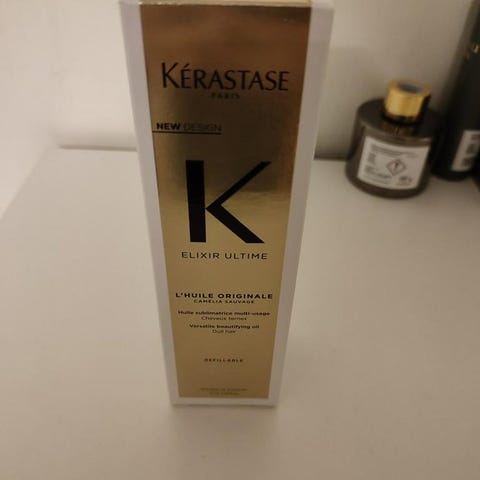 KÉRASTASE
PARIS
NEW DESIGN
K
ELIXIR ULTIME
L'HUILE ORIGINALE
CAMÉLIA SAUVAGE
Huile sublimatrice multi-usage
Cheveux ternes
Versatile beautifying oil
Dull hair
REFILLABLE